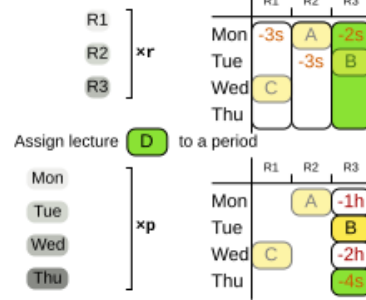 R1 R2 R3
R1
R2
R3
×r
Mon -3s A -2s
Tue -3s B
Wed C
Thu
Assign lecture D to a period
R1 R2 R3
Mon
Tue
Wed
Thu
×p
Mon A -1h
Tue B
Wed C -2h
Thu -4s